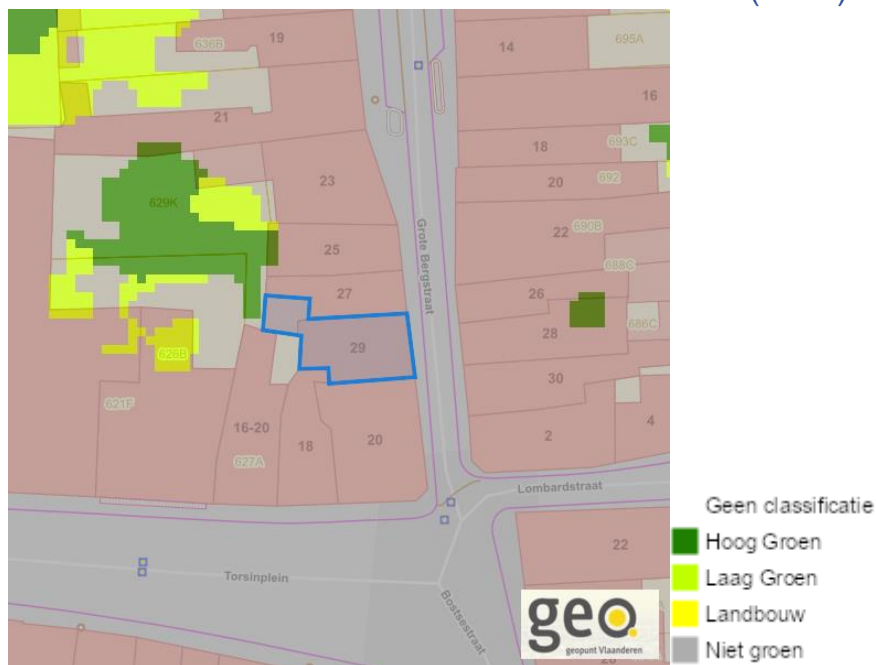 19
636B
14
695A
16
21
18
693C
20
692
23
629K
Grote Bergstraat
22
690B
25
688C
27
26
28
686C
29
628B
30
621F
16-20
627A
18
20
2
4
Lombardstraat
22
Torsinplein
Bostsestraat
geo.
geopunt Vlaanderen
Geen classificatie
Hoog Groen
Laag Groen
Landbouw
Niet groen